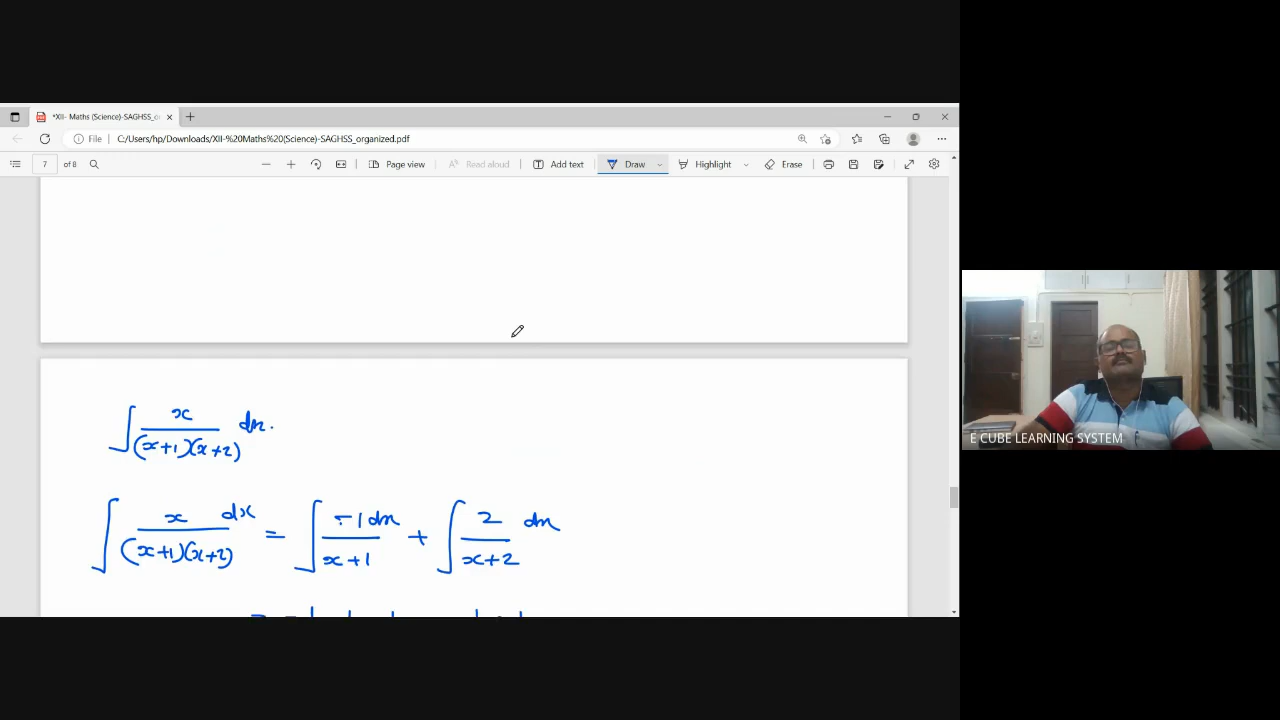 *XII- Maths (Science)-SAGHSS_or
File C:/Users/hp/Downloads/XII-%20Maths%20(Science)-SAGHSS_organized.pdf
7 of 8 Page view Read aloud Add text Draw Highlight Erase
∫ x/((x+1)(x+2)) dx.
∫ x dx/((x+1)(x+2)) = ∫ -1 dx/(x+1) + ∫ 2/(x+2) dx
E CUBE LEARNING SYSTEM